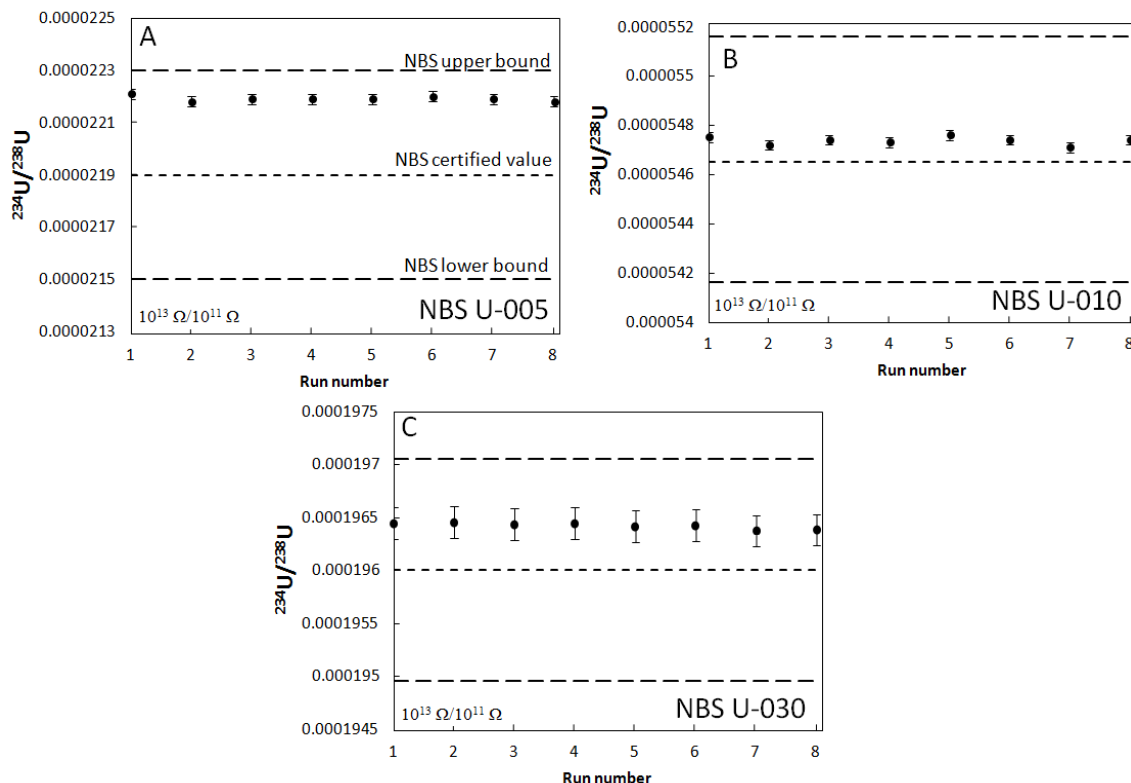 A
0.0000225
0.0000223
0.0000221
0.0000219
0.0000217
0.0000215
0.0000213
²³⁴U/²³⁸U
NBS upper bound
NBS certified value
NBS lower bound
10¹³ Ω/10¹¹ Ω
NBS U-005
1 2 3 4 5 6 7 8
Run number
B
0.0000552
0.000055
0.0000548
0.0000546
0.0000544
0.0000542
0.000054
²³⁴U/²³⁸U
10¹³ Ω/10¹¹ Ω
NBS U-010
1 2 3 4 5 6 7 8
Run number
C
0.0001975
0.000197
0.0001965
0.000196
0.0001955
0.000195
0.0001945
²³⁴U/²³⁸U
10¹³ Ω/10¹¹ Ω
NBS U-030
1 2 3 4 5 6 7 8
Run number